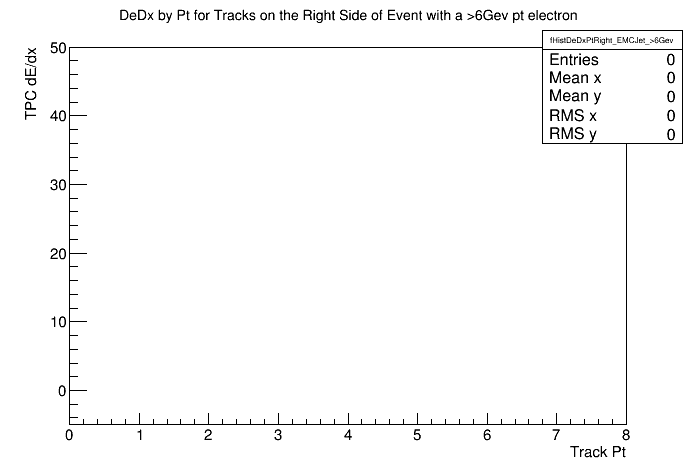 DeDx by Pt for Tracks on the Right Side of Event with a >6Gev pt electron
fHistDeDxPtRight_EMCJet_>6Gev
Entries 0
Mean x 0
Mean y 0
RMS x 0
RMS y 0
TPC dE/dx
50
40
30
20
10
0
0 1 2 3 4 5 6 7 8
Track Pt